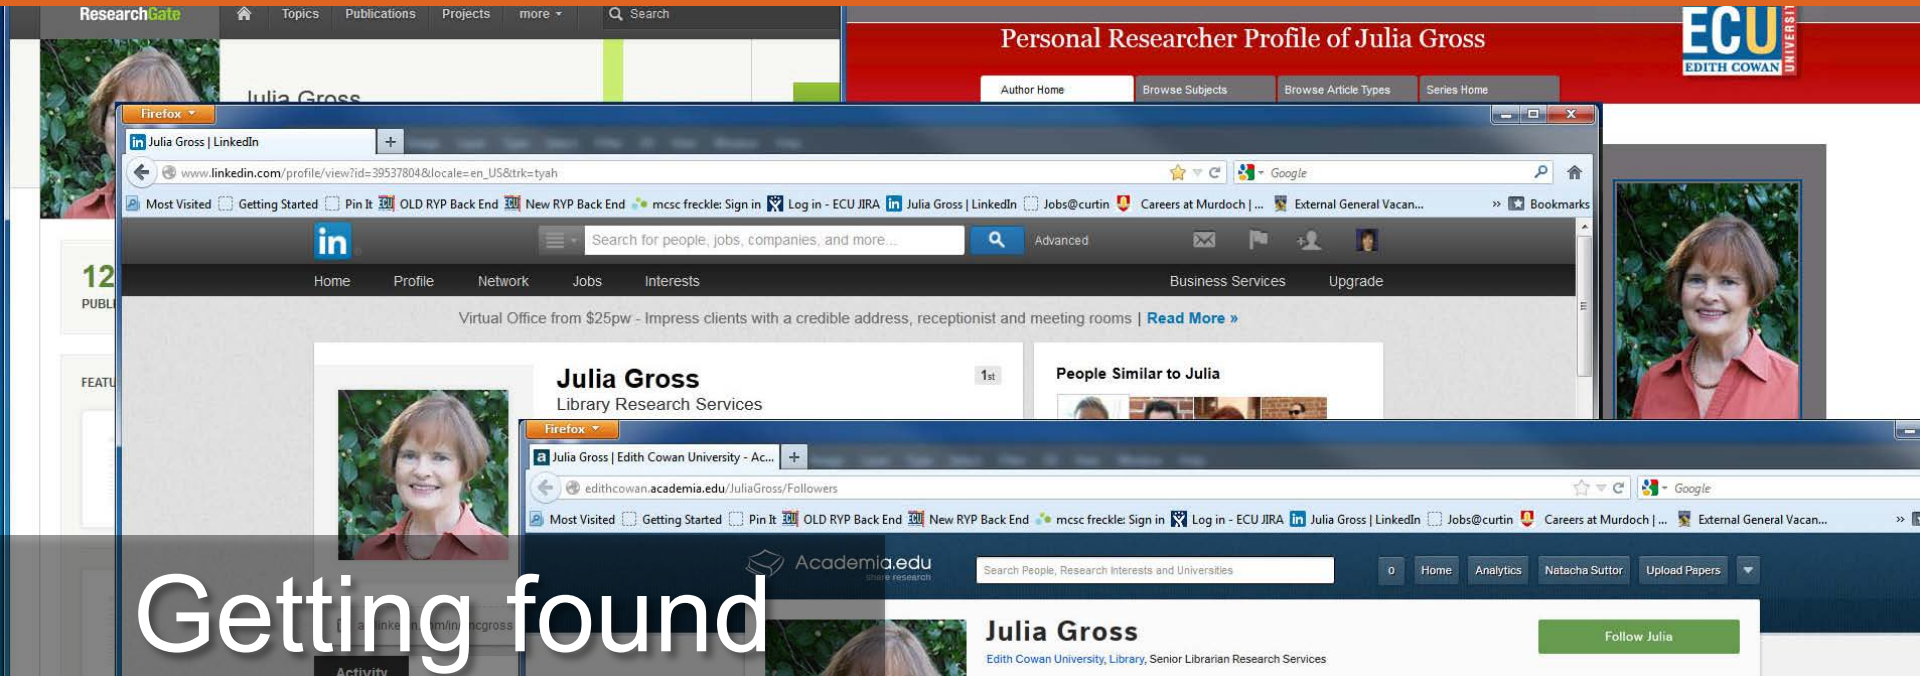 ResearchGate
Topics Publications Projects more Search
Julia Gross
12
PUBLI
FEATU
Personal Researcher Profile of Julia Gross
ECU
EDITH COWAN
UNIVERSIT
Author Home Browse Subjects Browse Article Types Series Home
Firefox
Julia Gross | LinkedIn +
www.linkedin.com/profile/view?id=39537804&locale=en_US&trk=tyah Google
Most Visited Getting Started Pin It OLD RYP Back End New RYP Back End mcsc freckle: Sign in Log in - ECU JIRA Julia Gross | LinkedIn Jobs@curtin Careers at Murdoch | ... External General Vacan... » Bookmarks
in Search for people, jobs, companies, and more... Advanced
Home Profile Network Jobs Interests Business Services Upgrade
Virtual Office from $25pw - Impress clients with a credible address, receptionist and meeting rooms | Read More »
Julia Gross 1st
Library Research Services
People Similar to Julia
Firefox
Julia Gross | Edith Cowan University - Ac... +
edithcowan.academia.edu/JuliaGross/Followers Google
Most Visited Getting Started Pin It OLD RYP Back End New RYP Back End mcsc freckle: Sign in Log in - ECU JIRA Julia Gross | LinkedIn Jobs@curtin Careers at Murdoch | ... External General Vacan... »
Academia.edu
share research
Search People, Research Interests and Universities 0 Home Analytics Natacha Suttor Upload Papers
Julia Gross
Follow Julia
Edith Cowan University, Library, Senior Librarian Research Services
Getting found
Activity